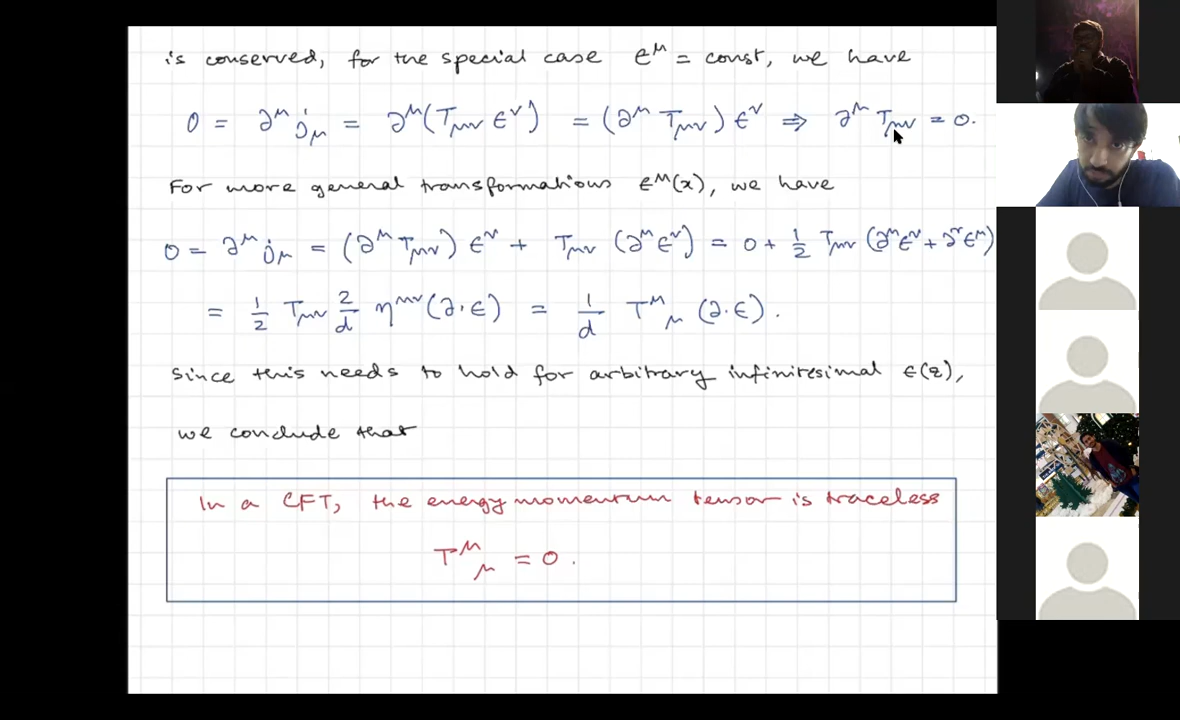 is conserved, for the special case ϵ^μ = const, we have
0 = ∂^μ j_μ = ∂^μ(T_μν ϵ^ν) = (∂^μ T_μν) ϵ^ν ⇒ ∂^μ T_μν = 0.
For more general transformations ϵ^μ(x), we have
0 = ∂^μ j_μ = (∂^μ T_μν) ϵ^ν + T_μν (∂^μ ϵ^ν) = 0 + 1/2 T_μν (∂^μ ϵ^ν + ∂^ν ϵ^μ)
= 1/2 T_μν 2/d η^μν (∂·ϵ) = 1/d T^μ_μ (∂·ϵ).
Since this needs to hold for arbitrary infinitesimal ϵ(z),
we conclude that
In a CFT, the energy momentum tensor is traceless
T^μ_μ = 0.